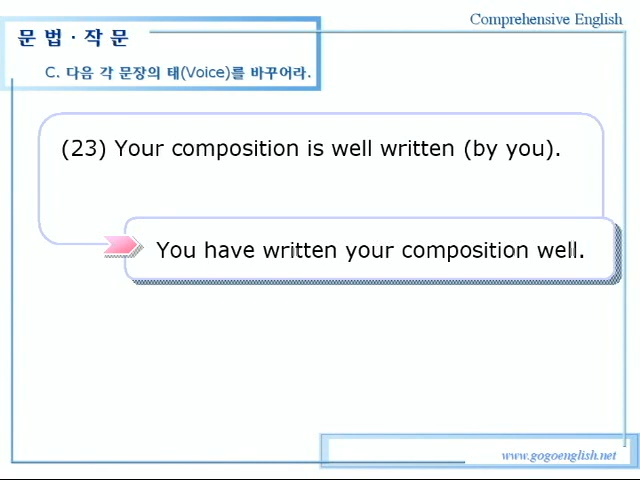 Comprehensive English
문 법 · 작 문
C. 다음 각 문장의 태(Voice)를 바꾸어라.
(23) Your composition is well written (by you).
You have written your composition well.
www.gogoenglish.net